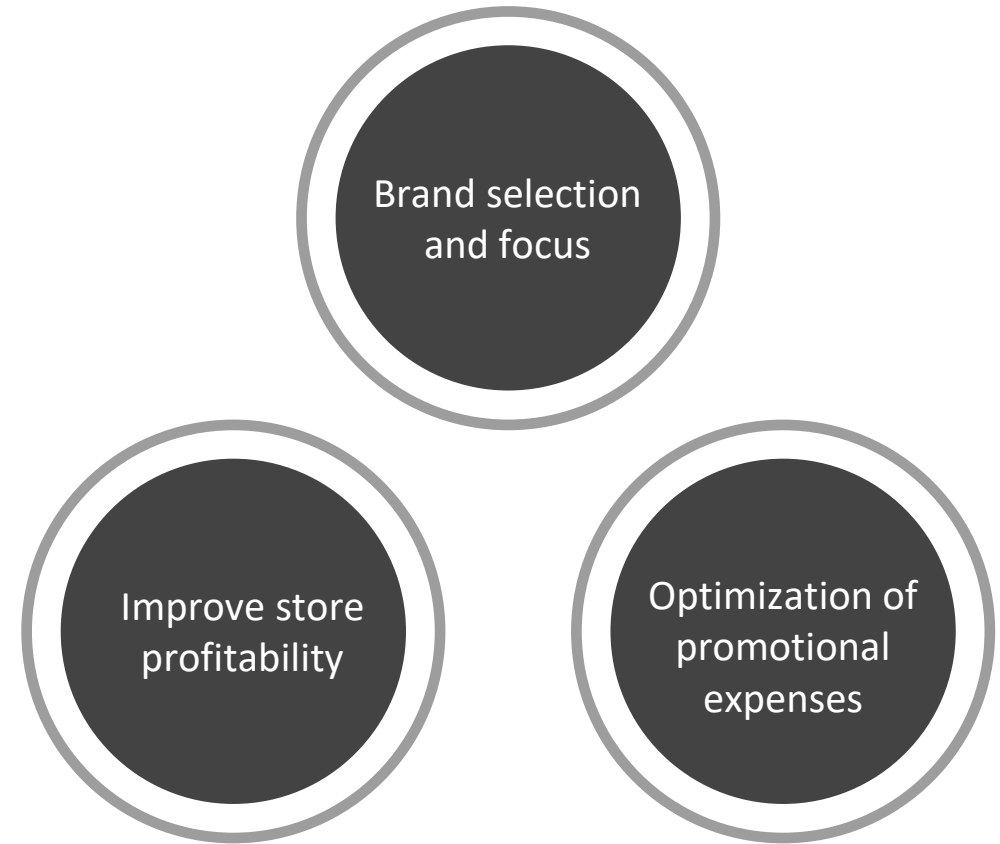 Brand selection
and focus
Improve store
profitability
Optimization of
promotional
expenses